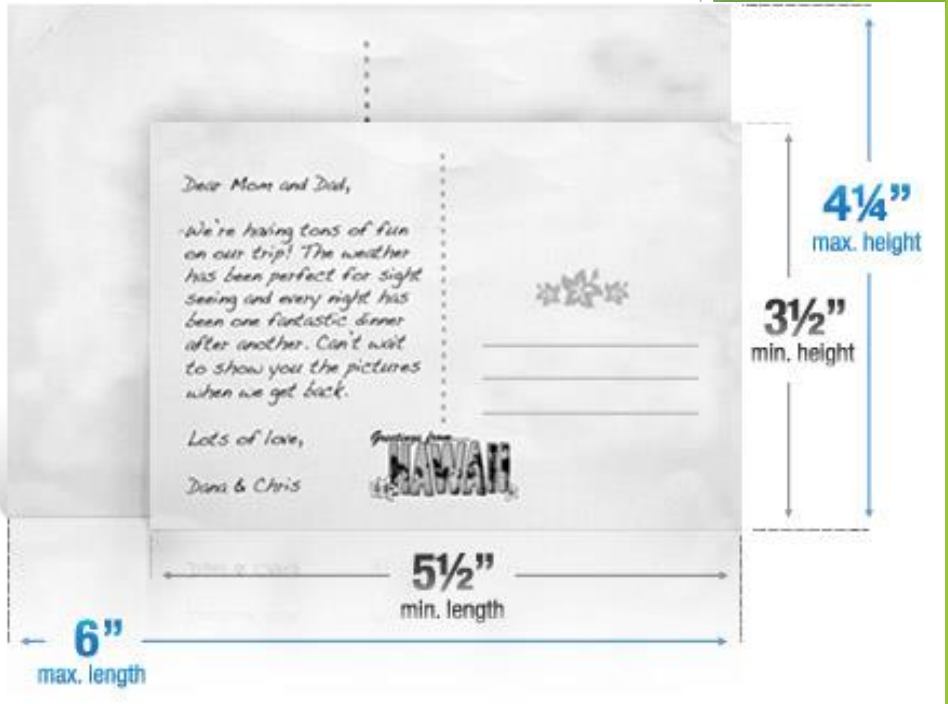 Dear Mom and Dad,
We're having tons of fun
on our trip! The weather
has been perfect for sight
seeing and every night has
been one fantastic dinner
after another. Can't wait
to show you the pictures
when we get back.
Lots of love,
Dana & Chris
Greetings from
HAWAII
4¼”
max. height
3½”
min. height
5½”
min. length
6”
max. length